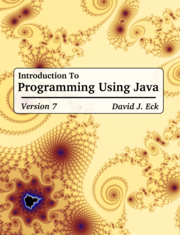 Introduction To
Programming Using Java
Version 7 David J. Eck